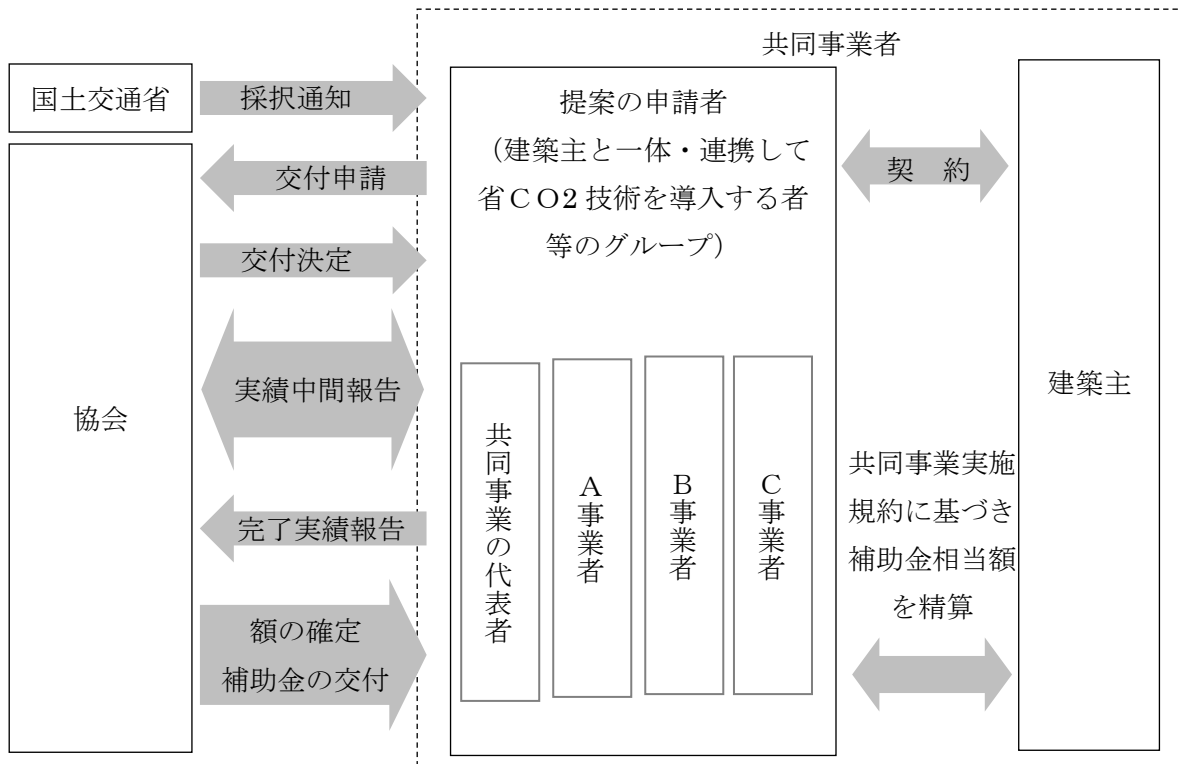 共同事業者
国土交通省
採択通知
提案の申請者
（建築主と一体・連携して
省ＣＯ2 技術を導入する者
等のグループ）
交付申請
契　約
交付決定
実績中間報告
協会
建築主
共同事業の代表者
Ａ事業者
Ｂ事業者
Ｃ事業者
共同事業実施
規約に基づき
補助金相当額
を精算
完了実績報告
額の確定
補助金の交付